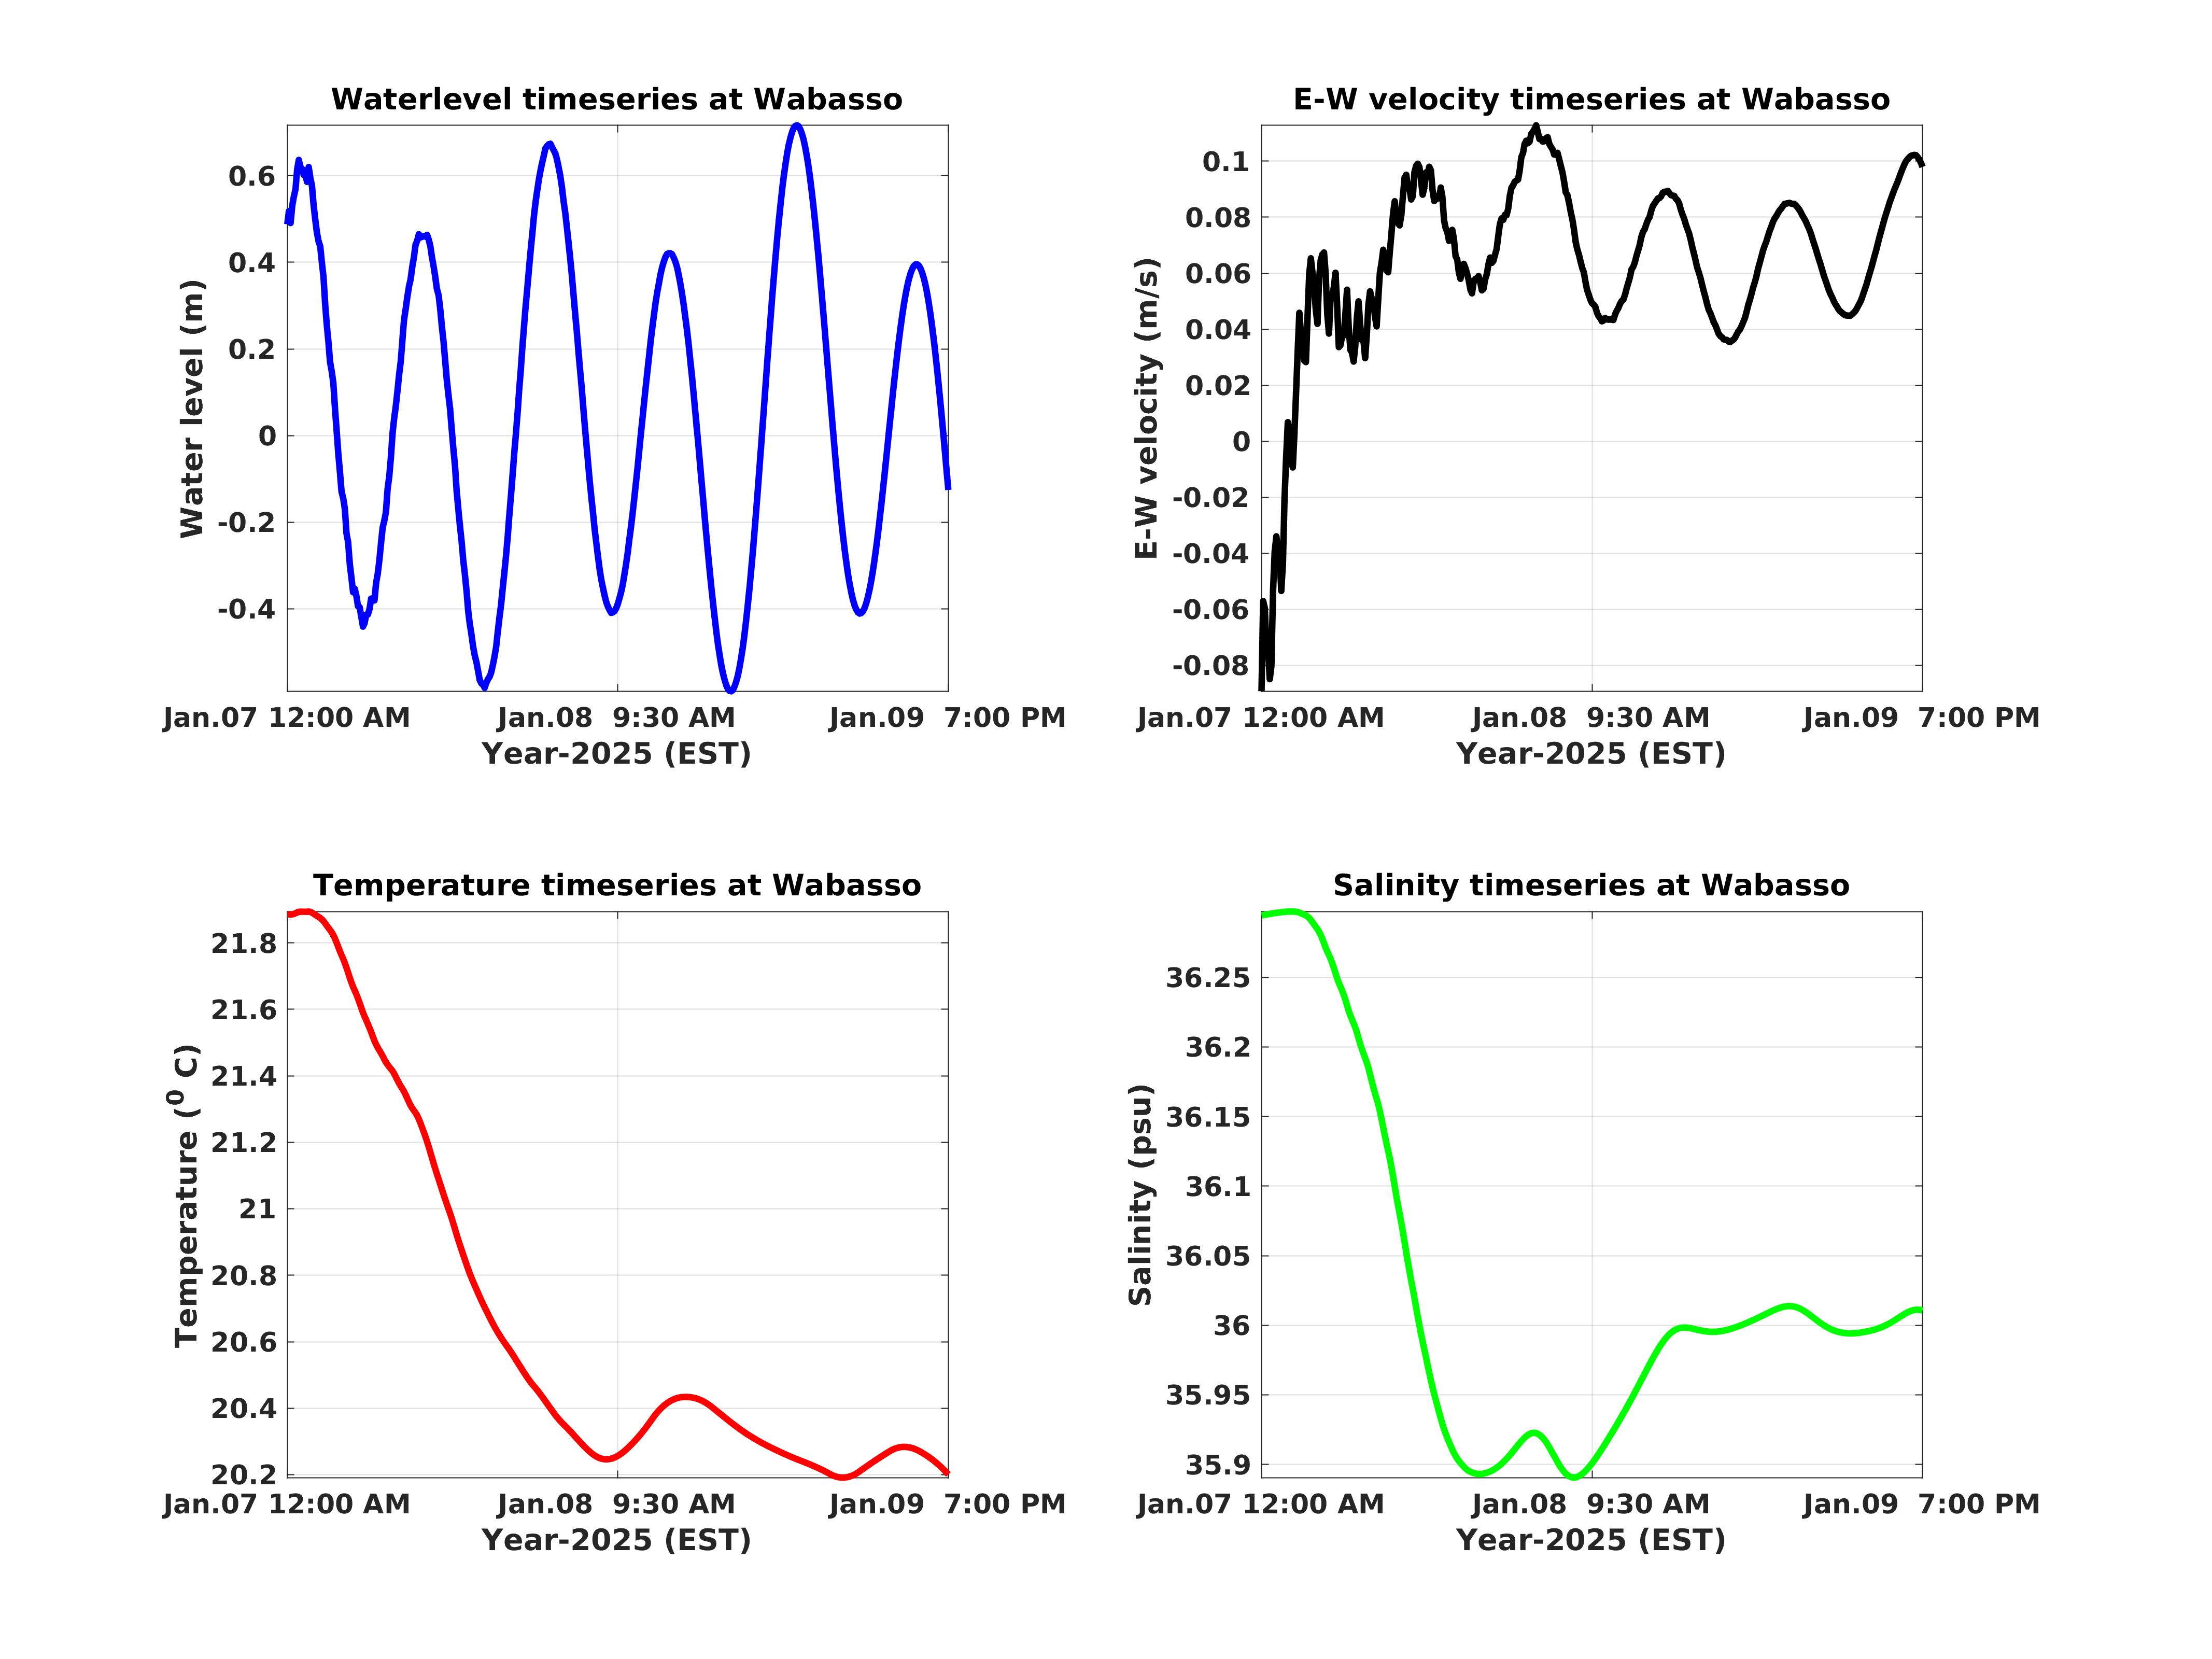 Waterlevel timeseries at Wabasso
Water level (m)
0.6
0.4
0.2
0
-0.2
-0.4
Jan.07 12:00 AM
Jan.08  9:30 AM
Jan.09  7:00 PM
Year-2025 (EST)
E-W velocity timeseries at Wabasso
E-W velocity (m/s)
0.1
0.08
0.06
0.04
0.02
0
-0.02
-0.04
-0.06
-0.08
Jan.07 12:00 AM
Jan.08  9:30 AM
Jan.09  7:00 PM
Year-2025 (EST)
Temperature timeseries at Wabasso
Temperature (⁰ C)
21.8
21.6
21.4
21.2
21
20.8
20.6
20.4
20.2
Jan.07 12:00 AM
Jan.08  9:30 AM
Jan.09  7:00 PM
Year-2025 (EST)
Salinity timeseries at Wabasso
Salinity (psu)
36.25
36.2
36.15
36.1
36.05
36
35.95
35.9
Jan.07 12:00 AM
Jan.08  9:30 AM
Jan.09  7:00 PM
Year-2025 (EST)